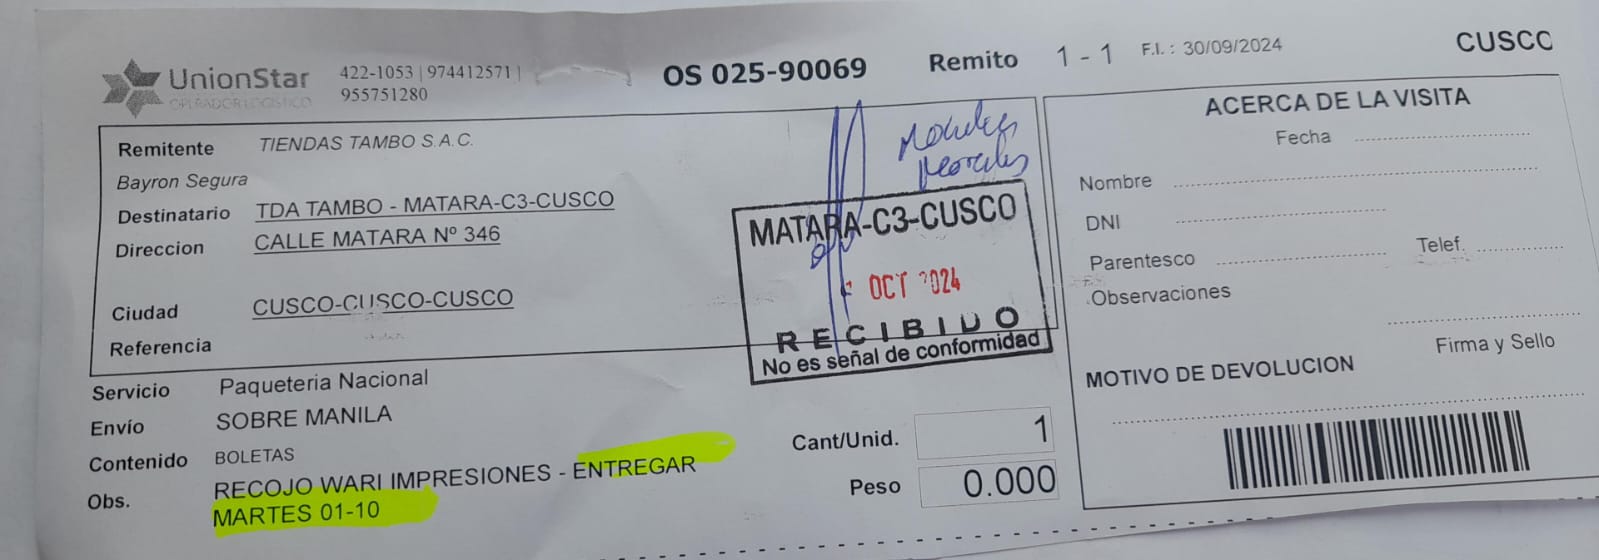 UnionStar
OPERADOR LOGISTICO
422-1053 | 974412571 |
955751280
OS 025-90069
Remito 1 - 1
F.I. : 30/09/2024
CUSCO
Remitente TIENDAS TAMBO S.A.C.
Bayron Segura
Destinatario TDA TAMBO - MATARA-C3-CUSCO
Direccion CALLE MATARA Nº 346
Ciudad CUSCO-CUSCO-CUSCO
Referencia
Morales
MATARA-C3-CUSCO
OCT 2024
RECIBIDO
No es señal de conformidad
Servicio Paqueteria Nacional
Envío SOBRE MANILA
Contenido BOLETAS
Obs. RECOJO WARI IMPRESIONES - ENTREGAR
MARTES 01-10
Cant/Unid. 1
Peso 0.000
ACERCA DE LA VISITA
Fecha
Nombre
DNI
Parentesco Telef.
Observaciones
Firma y Sello
MOTIVO DE DEVOLUCION